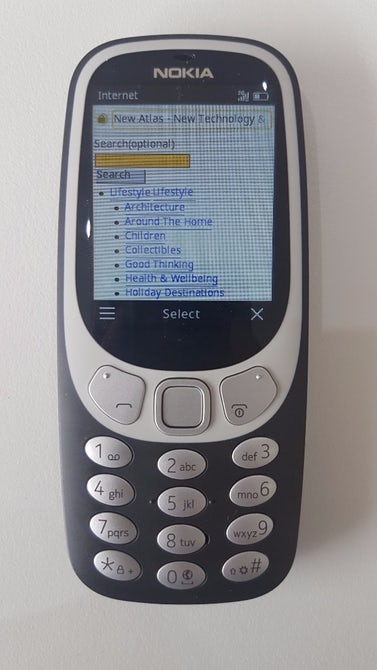 NOKIA
Internet
New Atlas - New Technology &
Search(optional)
Search
LifestyleLifestyle
Architecture
Around The Home
Children
Collectibles
Good Thinking
Health & Wellbeing
Holiday Destinations
Select
1
2 abc
def 3
4 ghi
5 jkl
mno 6
7 pqrs
8 tuv
wxyz 9
* +
0
#